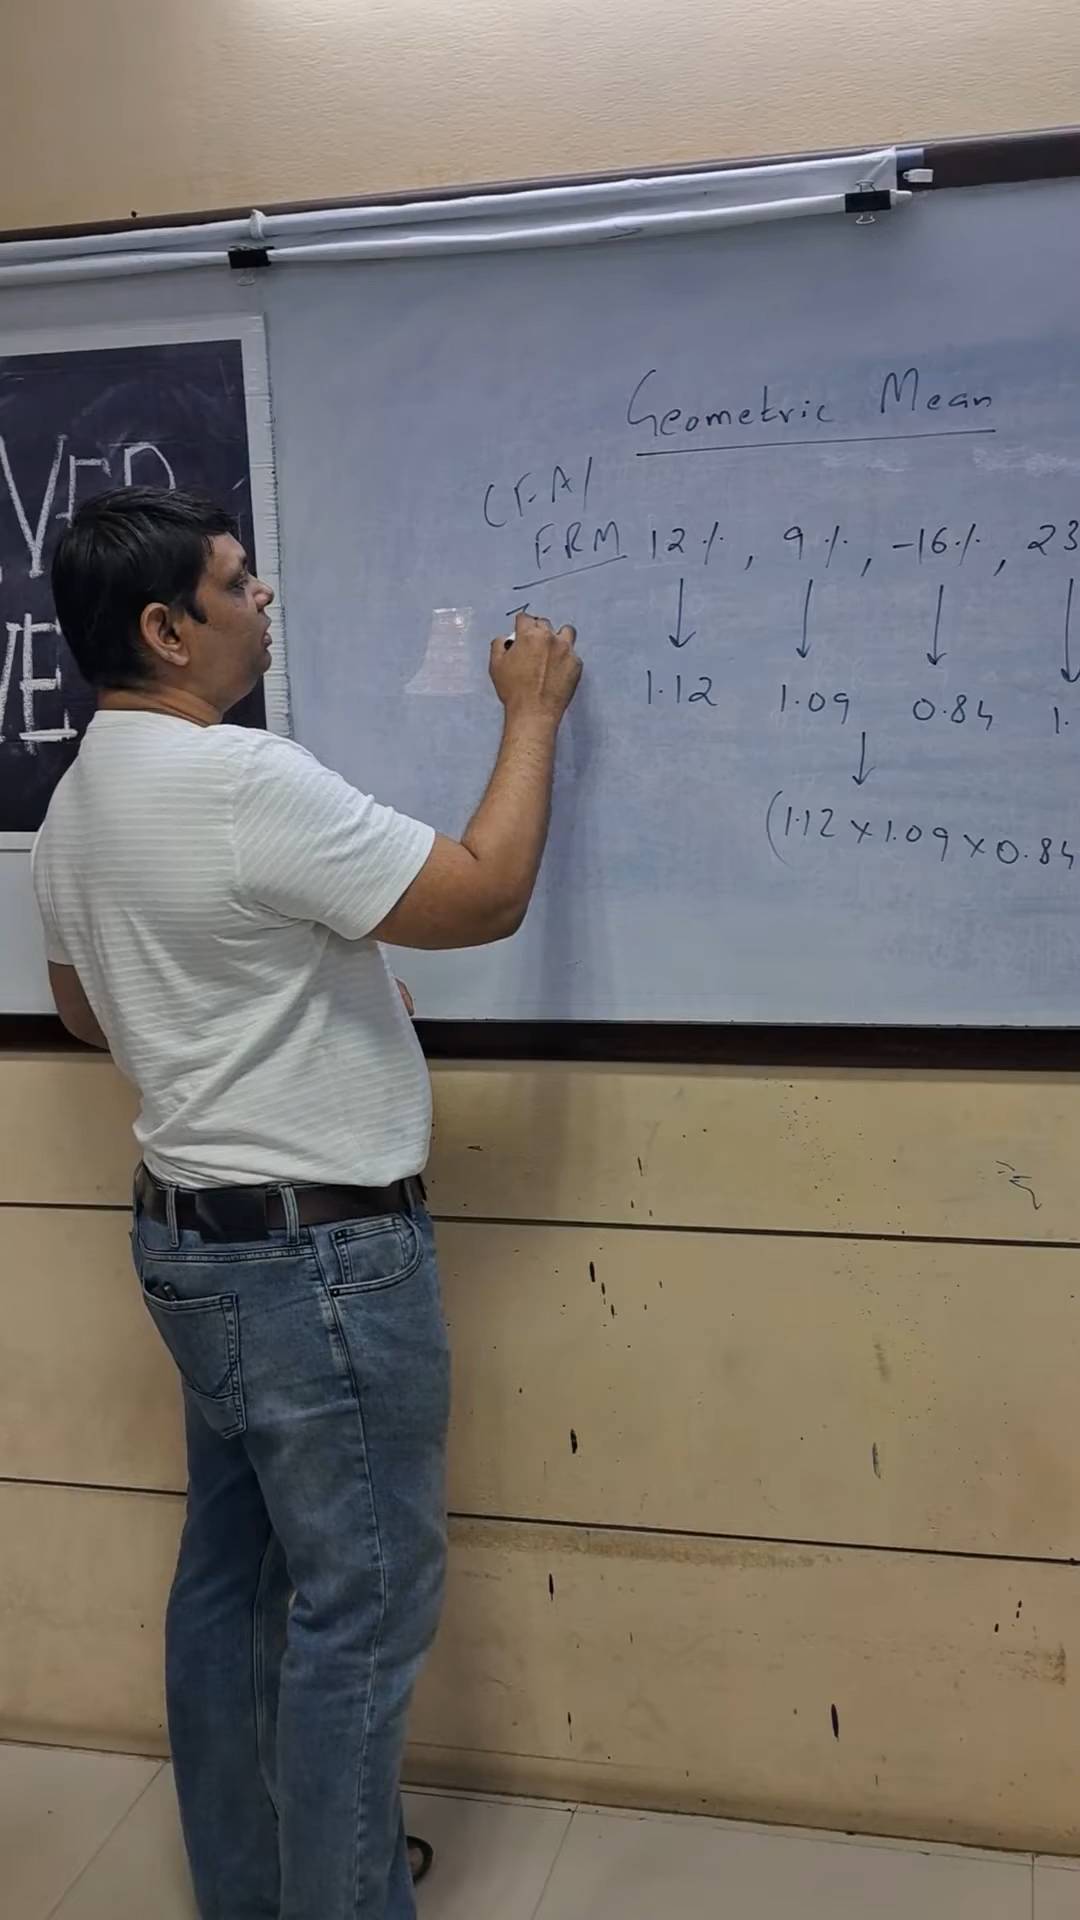 Geometric Mean
CFA/
FRM 12%, 9%, -16%, 23
1.12 1.09 0.84 1.
(1.12 x 1.09 x 0.84